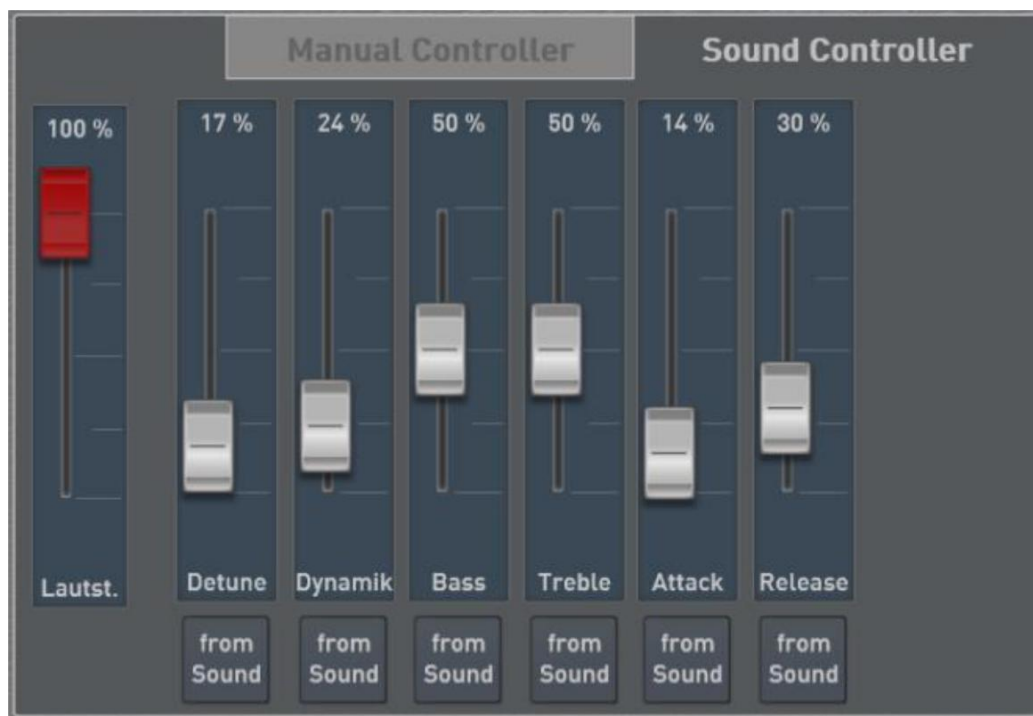 Manual Controller
Sound Controller
100 %
17 %
24 %
50 %
50 %
14 %
30 %
Lautst.
Detune
Dynamik
Bass
Treble
Attack
Release
from
Sound
from
Sound
from
Sound
from
Sound
from
Sound
from
Sound